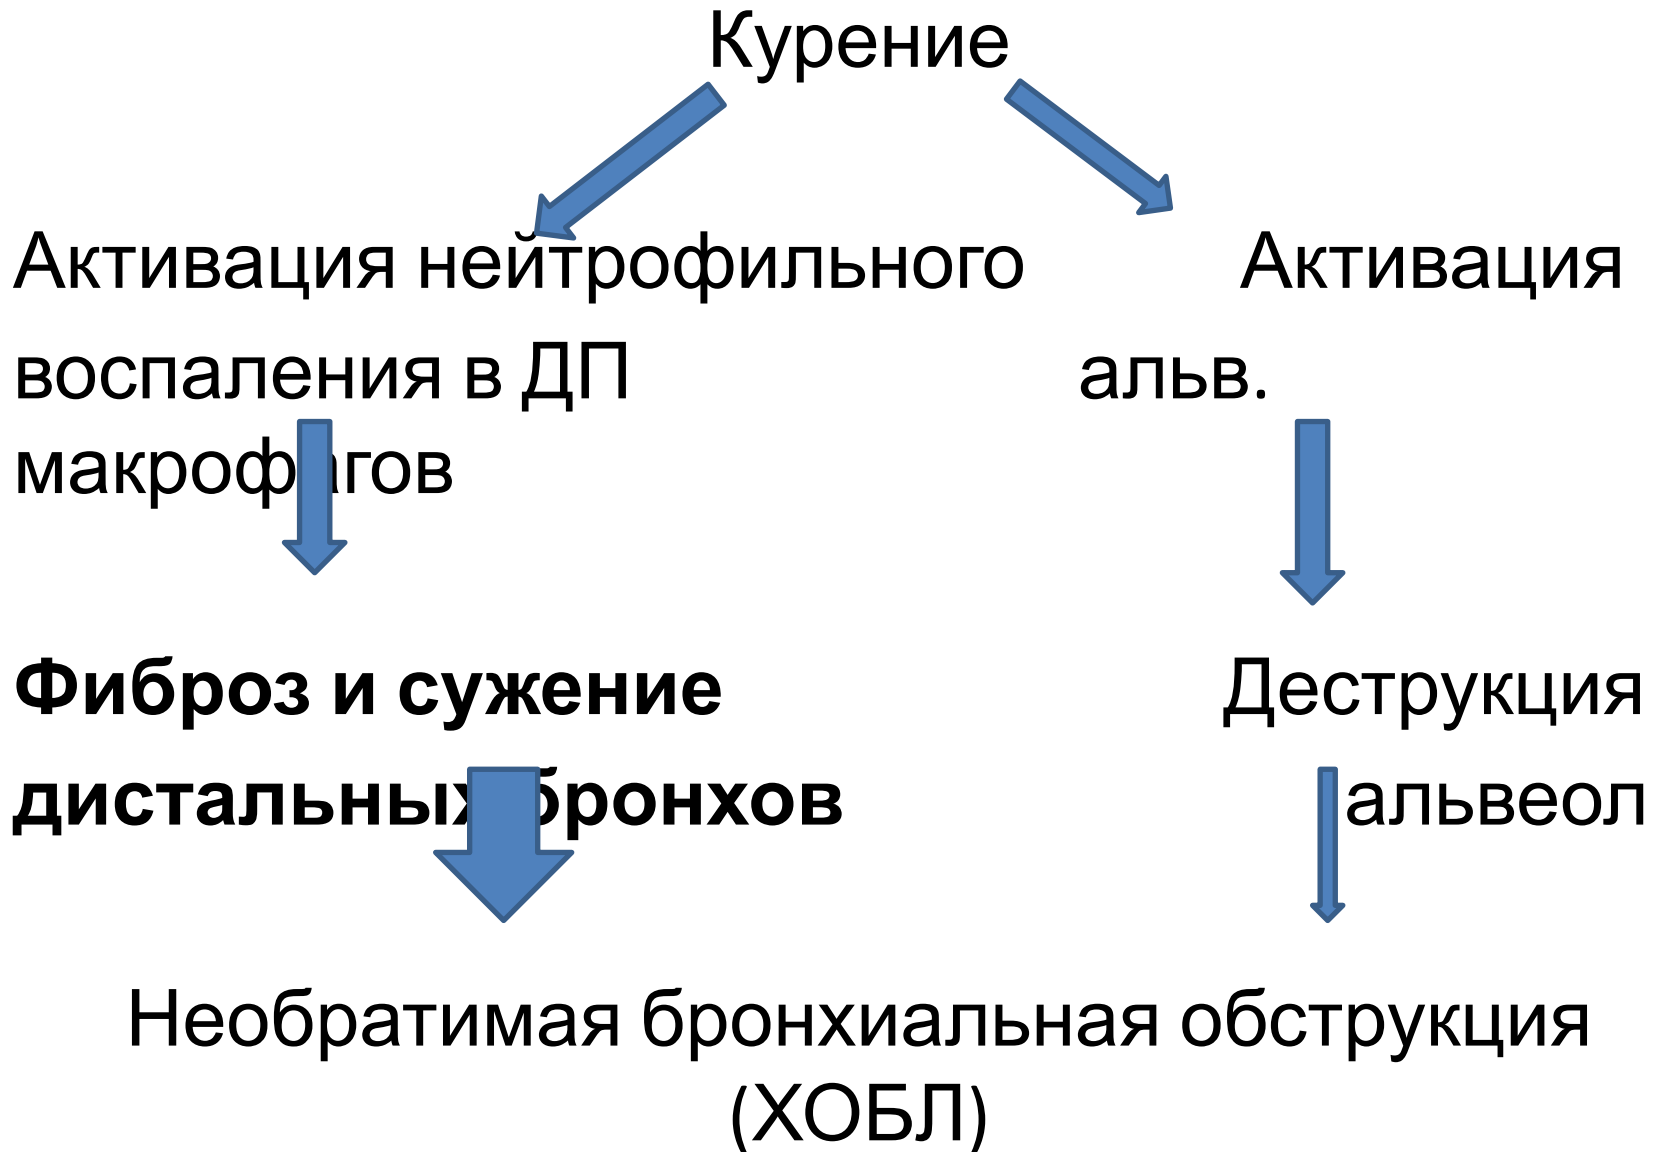 Курение
Активация нейтрофильного Активация
воспаления в ДП альв.
макрофагов
Фиброз и сужение Деструкция
дистальных бронхов альвеол
Необратимая бронхиальная обструкция
(ХОБЛ)